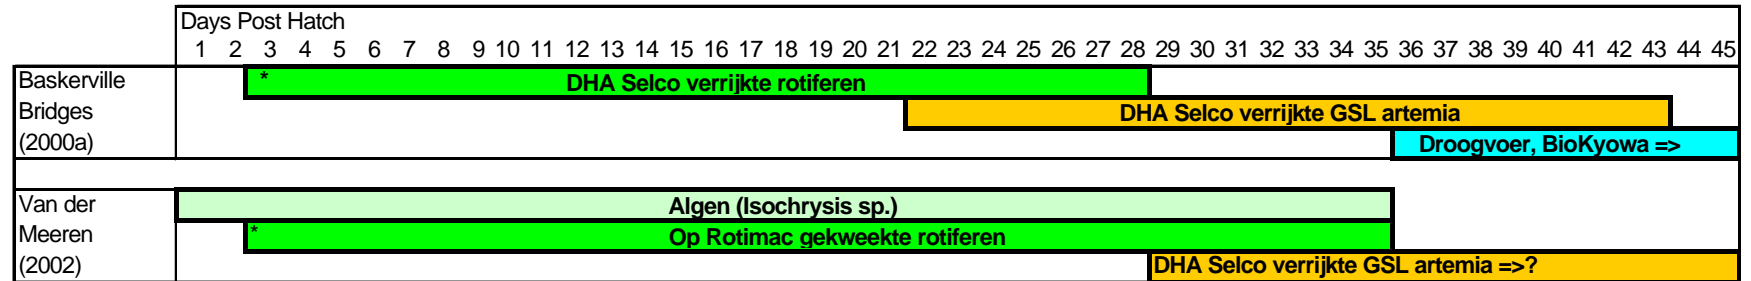 Days Post Hatch
1 2 3 4 5 6 7 8 9 10 11 12 13 14 15 16 17 18 19 20 21 22 23 24 25 26 27 28 29 30 31 32 33 34 35 36 37 38 39 40 41 42 43 44 45
Baskerville * DHA Selco verrijkte rotiferen
Bridges DHA Selco verrijkte GSL artemia
(2000a) Droogvoer, BioKyowa =>
Van der Algen (Isochrysis sp.)
Meeren * Op Rotimac gekweekte rotiferen
(2002) DHA Selco verrijkte GSL artemia =>?